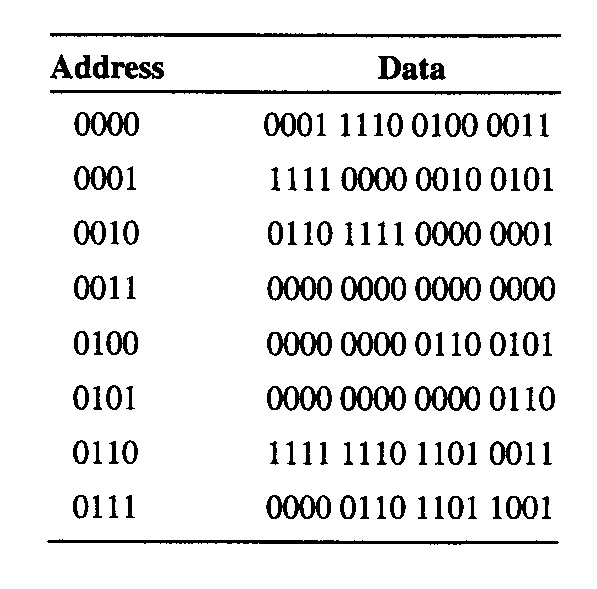 Address Data
0000 0001 1110 0100 0011
0001 1111 0000 0010 0101
0010 0110 1111 0000 0001
0011 0000 0000 0000 0000
0100 0000 0000 0110 0101
0101 0000 0000 0000 0110
0110 1111 1110 1101 0011
0111 0000 0110 1101 1001